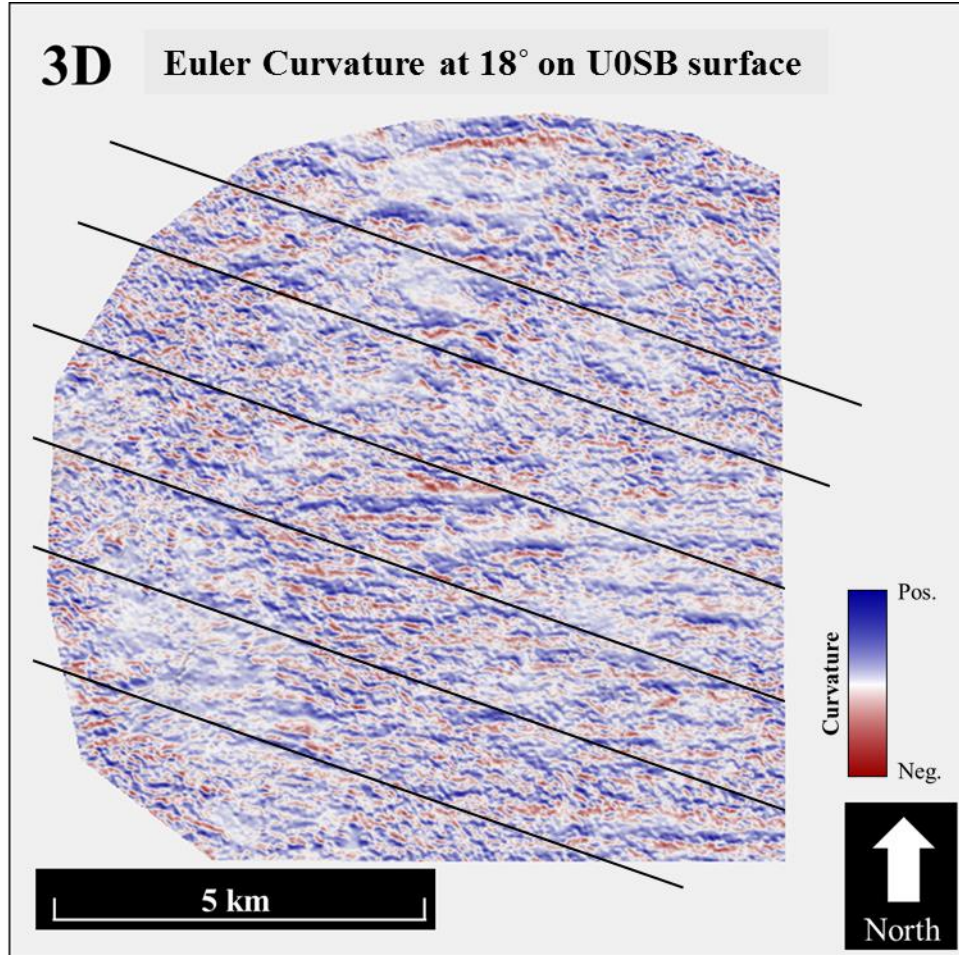 3D
Euler Curvature at 18° on U0SB surface
Pos.
Curvature
Neg.
5 km
North